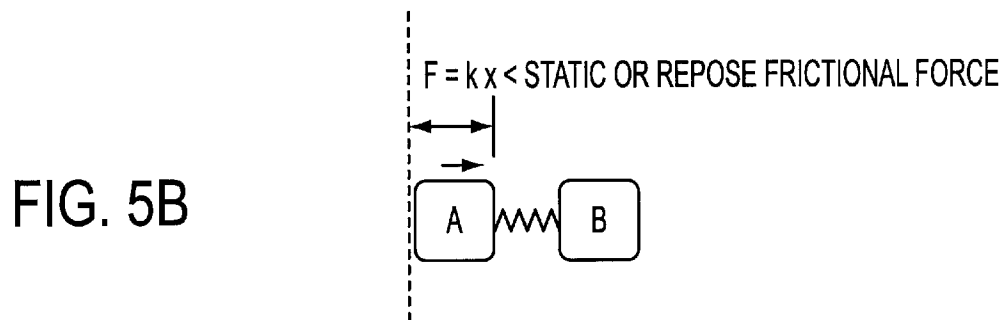 F = k x < STATIC OR REPOSE FRICTIONAL FORCE
FIG. 5B
A
B